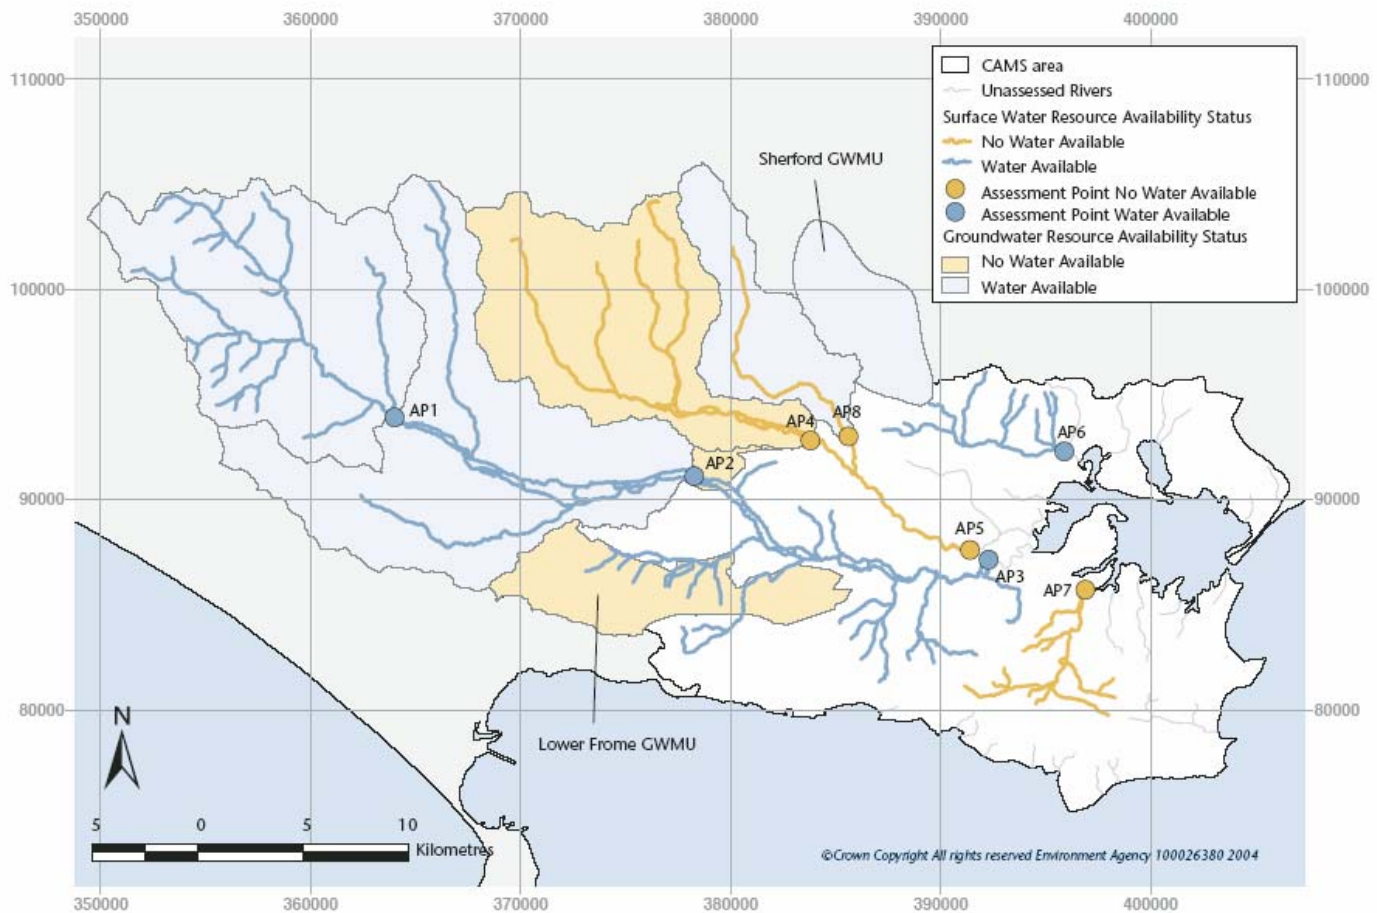 350000 360000 370000 380000 390000 400000
110000 110000
CAMS area
Unassessed Rivers
Surface Water Resource Availability Status
No Water Available
Water Available
Assessment Point No Water Available
Assessment Point Water Available
Groundwater Resource Availability Status
No Water Available
Water Available
Sherford GWMU
100000 100000
AP1
AP4
AP8
AP6
AP2
90000 90000
AP5
AP3
AP7
80000 80000
N
Lower Frome GWMU
5 0 5 10
Kilometres
©Crown Copyright All rights reserved Environment Agency 100026380 2004
350000 360000 370000 380000 390000 400000